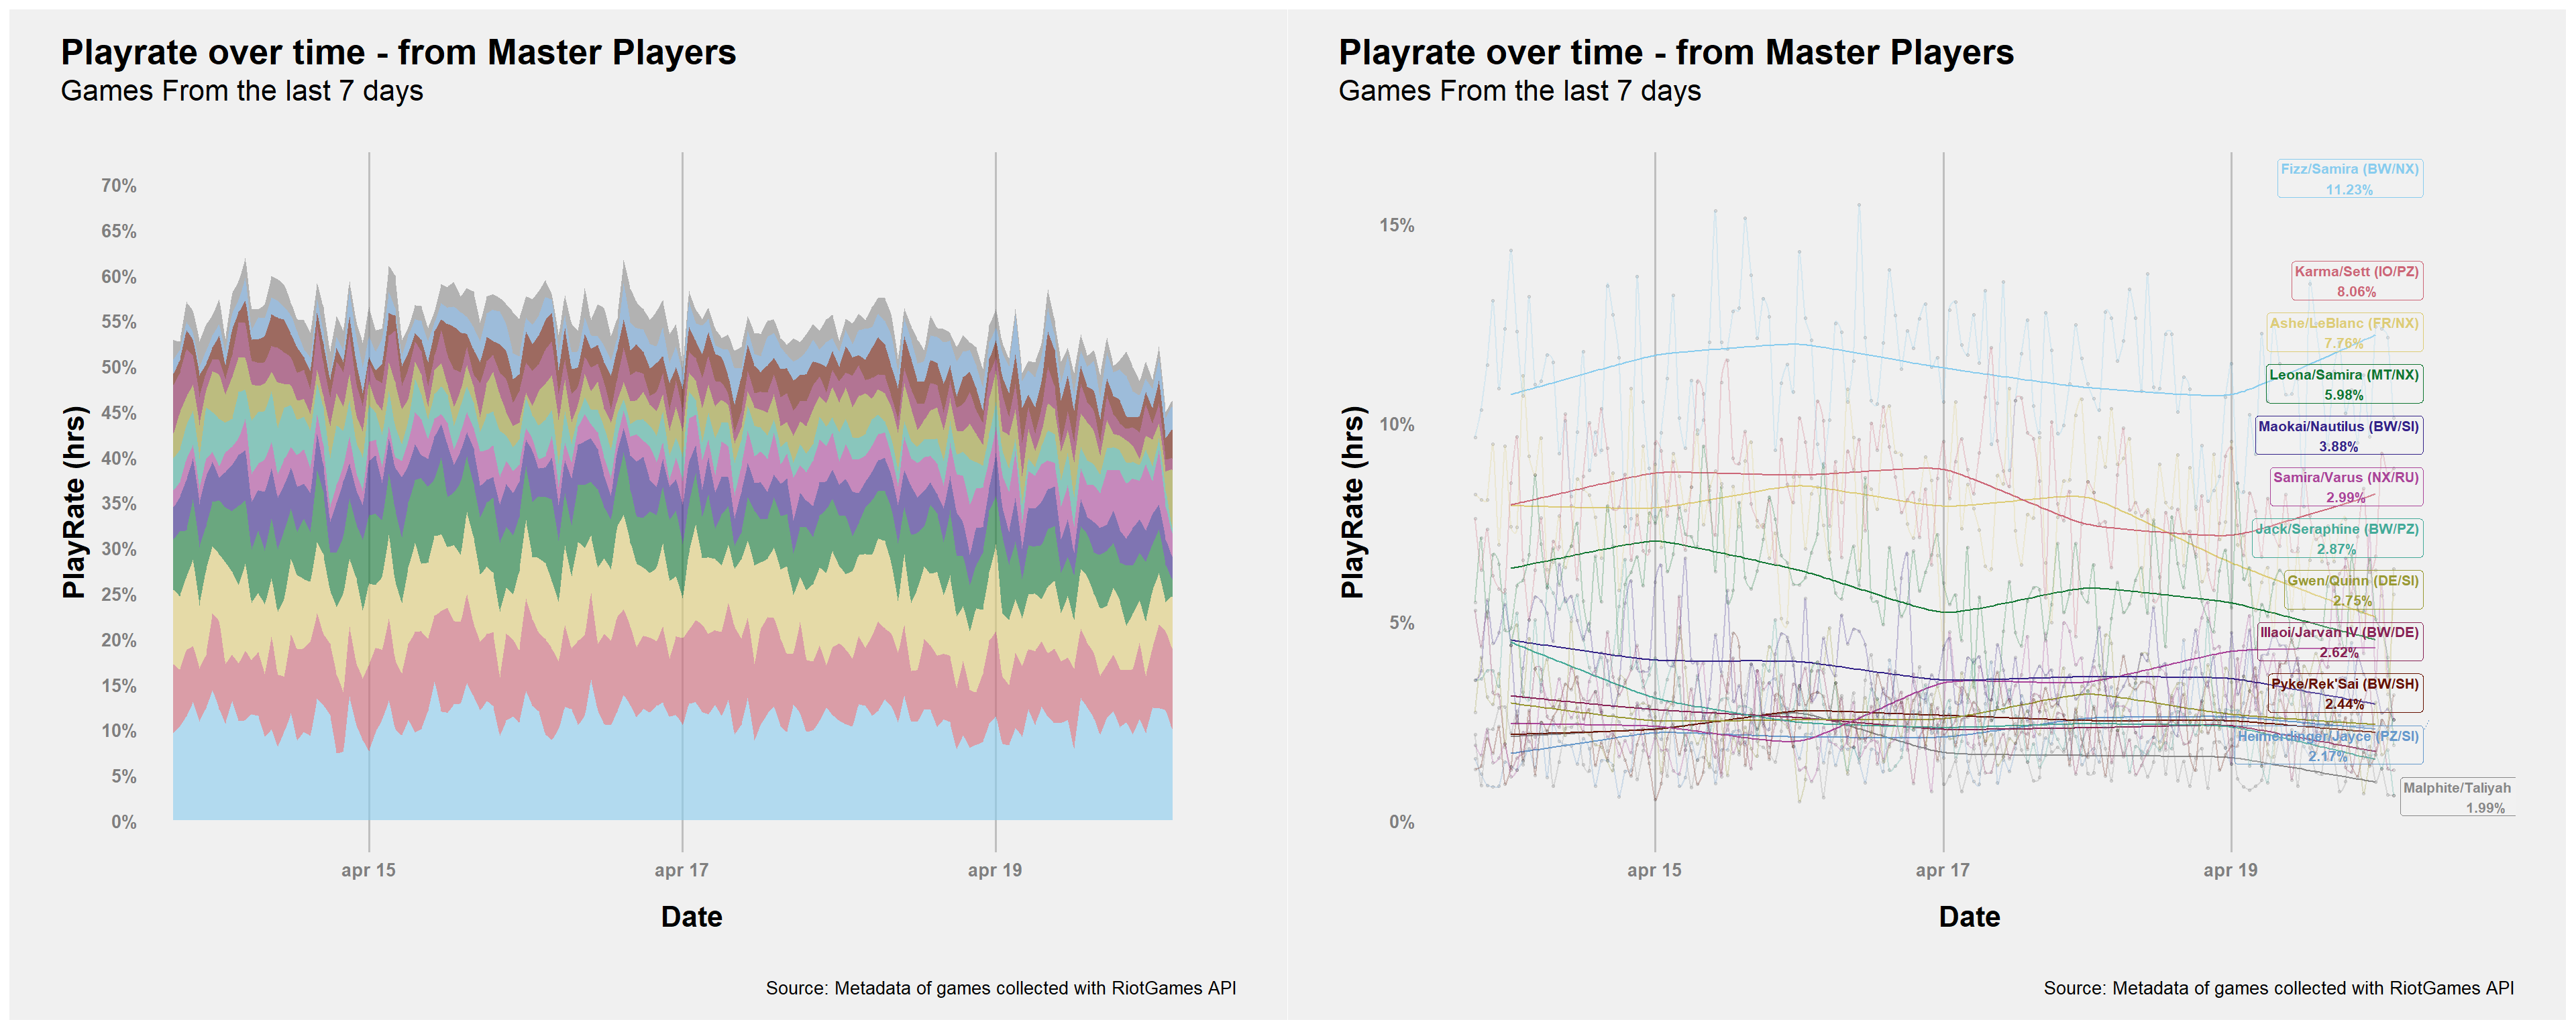 Playrate over time - from Master Players
Games From the last 7 days
70%
65%
60%
55%
50%
45%
40%
35%
30%
25%
20%
15%
10%
5%
0%
PlayRate (hrs)
apr 15
apr 17
apr 19
Date
Source: Metadata of games collected with RiotGames API
Playrate over time - from Master Players
Games From the last 7 days
15%
10%
5%
0%
PlayRate (hrs)
Fizz/Samira (BW/NX)
11.23%
Karma/Sett (IO/PZ)
8.06%
Ashe/LeBlanc (FR/NX)
7.76%
Leona/Samira (MT/NX)
5.98%
Maokai/Nautilus (BW/SI)
3.88%
Samira/Varus (NX/RU)
2.99%
Jack/Seraphine (BW/PZ)
2.87%
Gwen/Quinn (DE/SI)
2.75%
Illaoi/Jarvan IV (BW/DE)
2.62%
Pyke/Rek'Sai (BW/SH)
2.44%
Heimerdinger/Jayce (PZ/SI)
2.17%
Malphite/Taliyah
1.99%
apr 15
apr 17
apr 19
Date
Source: Metadata of games collected with RiotGames API